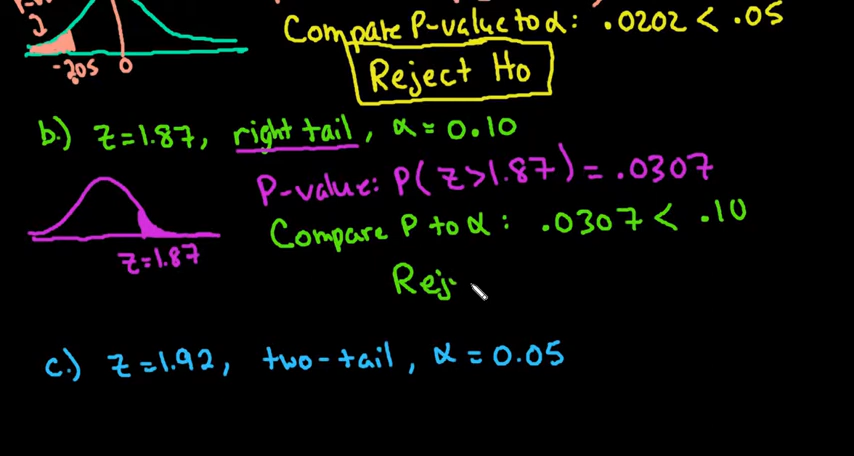 Compare P-value to α: .0202 < .05
-2.05 0
Reject Ho
b.) z=1.87, right tail, α = 0.10
P-value: P(z>1.87) = .0307
Compare P to α: .0307 < .10
z=1.87
Rej
c.) z=1.92, two-tail, α = 0.05